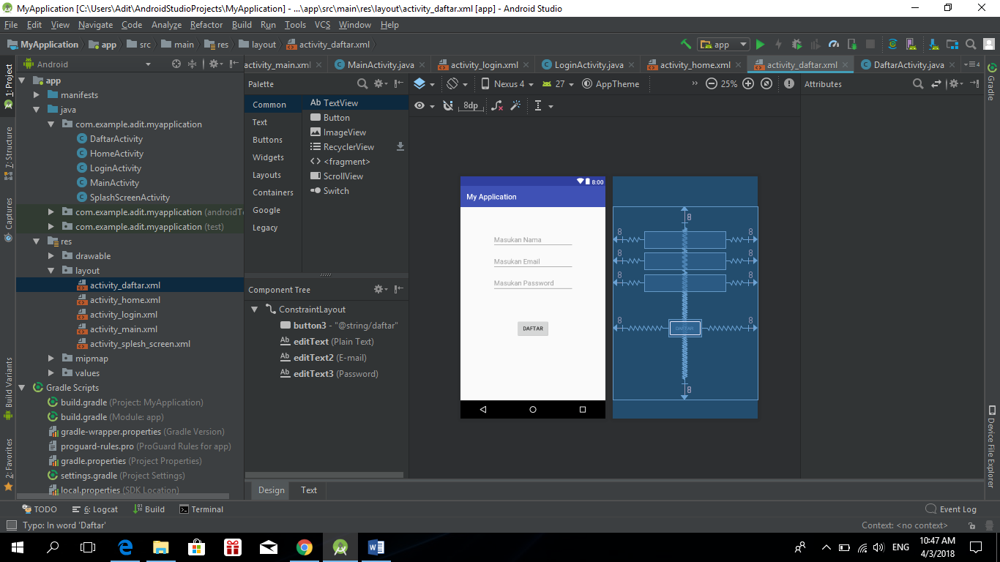 MyApplication [C:\Users\Adit\AndroidStudioProjects\MyApplication] - ...\app\src\main\res\layout\activity_daftar.xml [app] - Android Studio
File Edit View Navigate Code Analyze Refactor Build Run Tools VCS Window Help
MyApplication app src main res layout activity_daftar.xml
app
1: Project
7: Structure
Captures
Build Variants
2: Favorites
Android
app
manifests
java
com.example.adit.myapplication
DaftarActivity
HomeActivity
LoginActivity
MainActivity
SplashScreenActivity
com.example.adit.myapplication (androidTe
com.example.adit.myapplication (test)
res
drawable
layout
activity_daftar.xml
activity_home.xml
activity_login.xml
activity_main.xml
activity_splesh_screen.xml
mipmap
values
Gradle Scripts
build.gradle (Project: MyApplication)
build.gradle (Module: app)
gradle-wrapper.properties (Gradle Version)
proguard-rules.pro (ProGuard Rules for app)
gradle.properties (Project Properties)
settings.gradle (Project Settings)
local.properties (SDK Location)
activity_main.xml MainActivity.java activity_login.xml LoginActivity.java activity_home.xml activity_daftar.xml DaftarActivity.java
4
Palette
Common
Text
Buttons
Widgets
Layouts
Containers
Google
Legacy
Ab TextView
Button
ImageView
RecyclerView
<fragment>
ScrollView
Switch
Component Tree
ConstraintLayout
button3 - "@string/daftar"
Ab editText (Plain Text)
Ab editText2 (E-mail)
Ab editText3 (Password)
Nexus 4 27 AppTheme
25%
8dp
Attributes
8:00
My Application
Masukan Nama
Masukan Email
Masukan Password
DAFTAR
8
8 8
8 8
8 8
8 DAFTAR 8
8
Gradle
Device File Explorer
Design Text
TODO 6: Logcat Build Terminal Event Log
Typo: In word 'Daftar' Context: <no context>
ENG
10:47 AM
4/3/2018